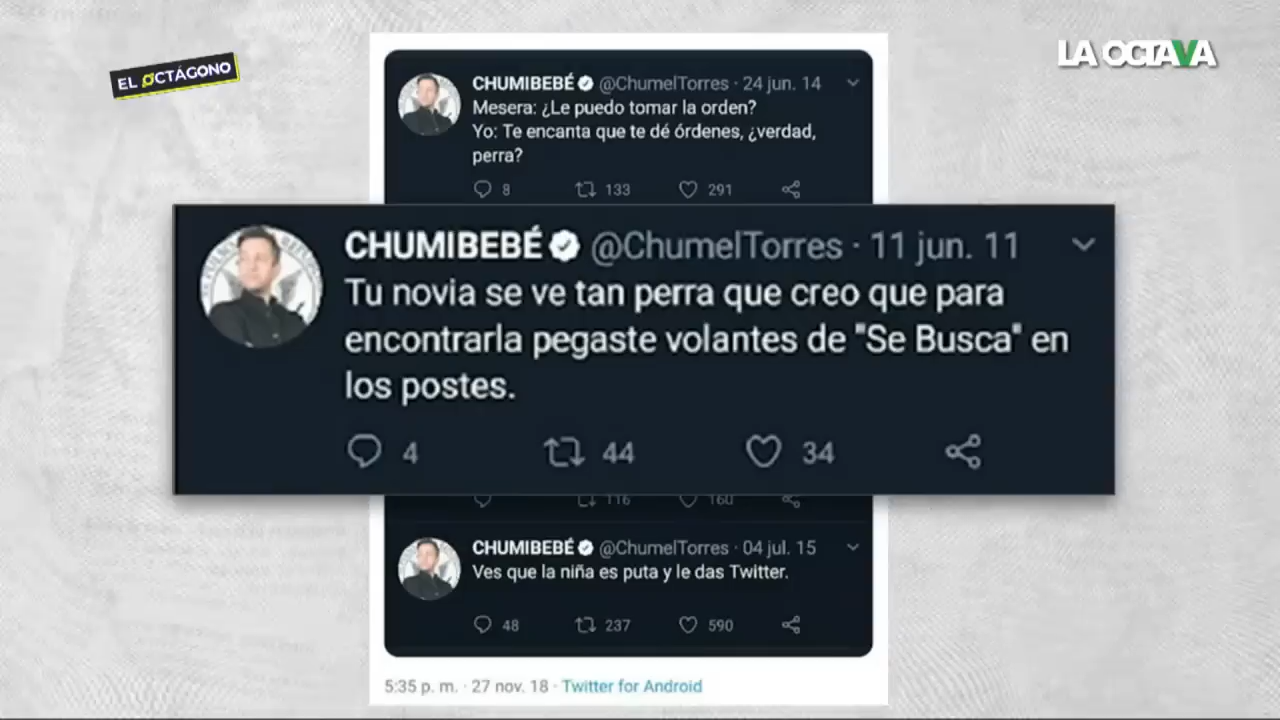 EL OCTÁGONO
LA OCTAVA
CHUMIBEBÉ @ChumelTorres · 24 jun. 14
Mesera: ¿Le puedo tomar la orden?
Yo: Te encanta que te dé órdenes, ¿verdad,
perra?
8 133 291
CHUMIBEBÉ @ChumelTorres · 11 jun. 11
Tu novia se ve tan perra que creo que para
encontrarla pegaste volantes de "Se Busca" en
los postes.
4 44 34
116 160
CHUMIBEBÉ @ChumelTorres · 04 jul. 15
Ves que la niña es puta y le das Twitter.
48 237 590
5:35 p. m. · 27 nov. 18 · Twitter for Android